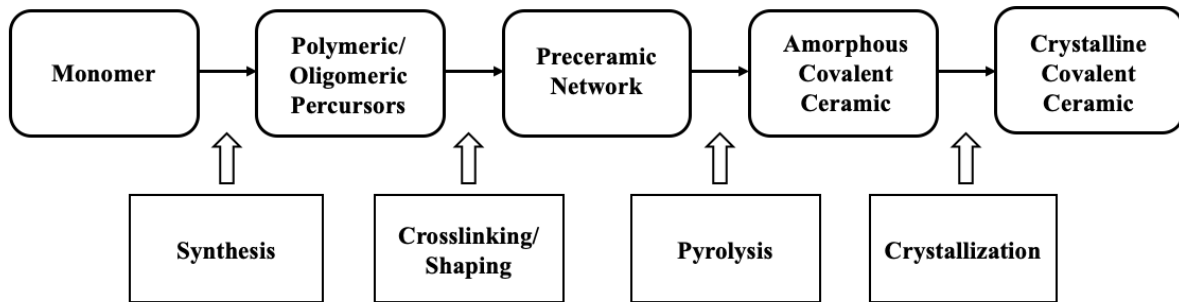 Monomer
Polymeric/
Oligomeric
Percursors
Preceramic
Network
Amorphous
Covalent
Ceramic
Crystalline
Covalent
Ceramic
Synthesis
Crosslinking/
Shaping
Pyrolysis
Crystallization